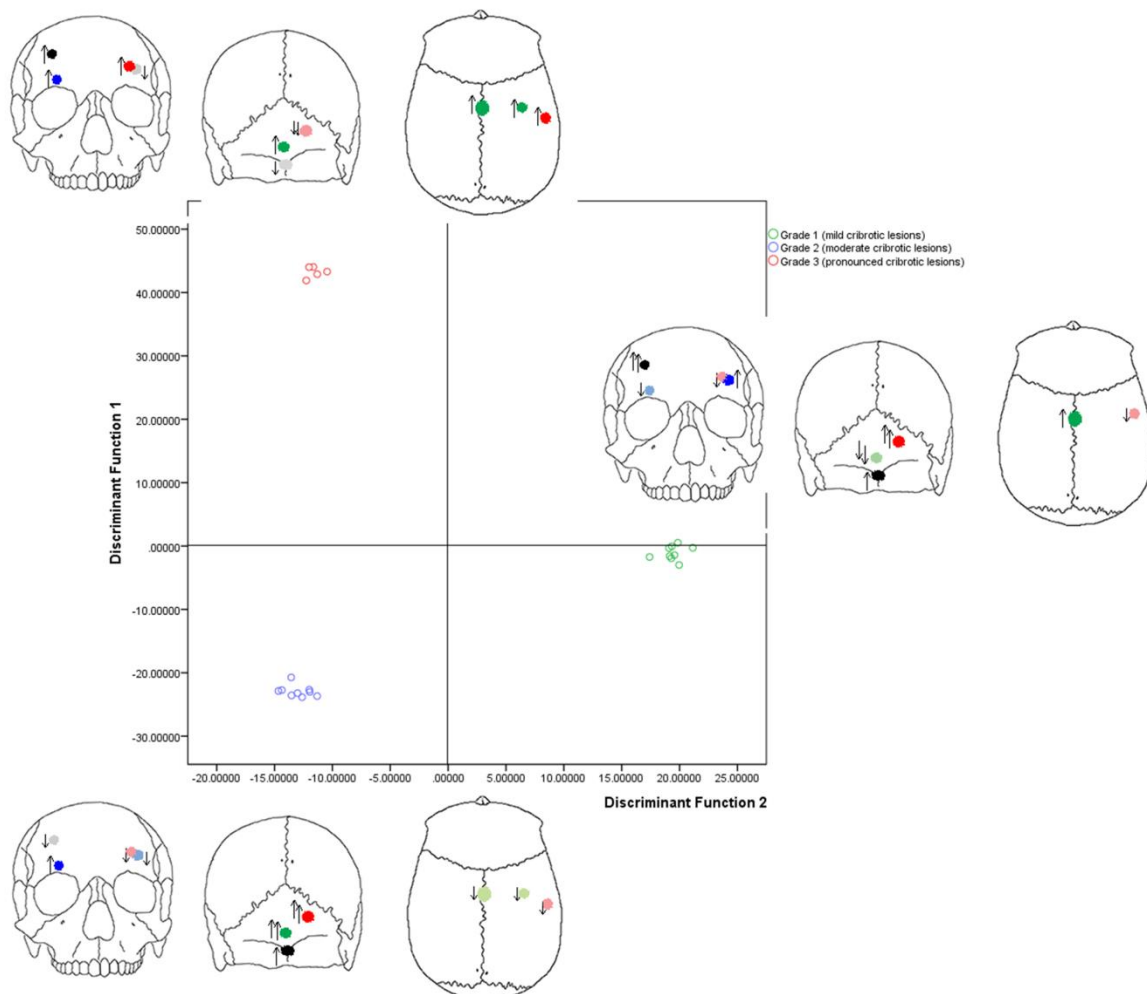 50.00000
Grade 1 (mild cribrotic lesions)
Grade 2 (moderate cribrotic lesions)
Grade 3 (pronounced cribrotic lesions)
40.00000
30.00000
20.00000
10.00000
.00000
-10.00000
-20.00000
-30.00000
Discriminant Function 1
-20.00000 -15.00000 -10.00000 -5.00000 .00000 5.00000 10.00000 15.00000 20.00000 25.00000
Discriminant Function 2